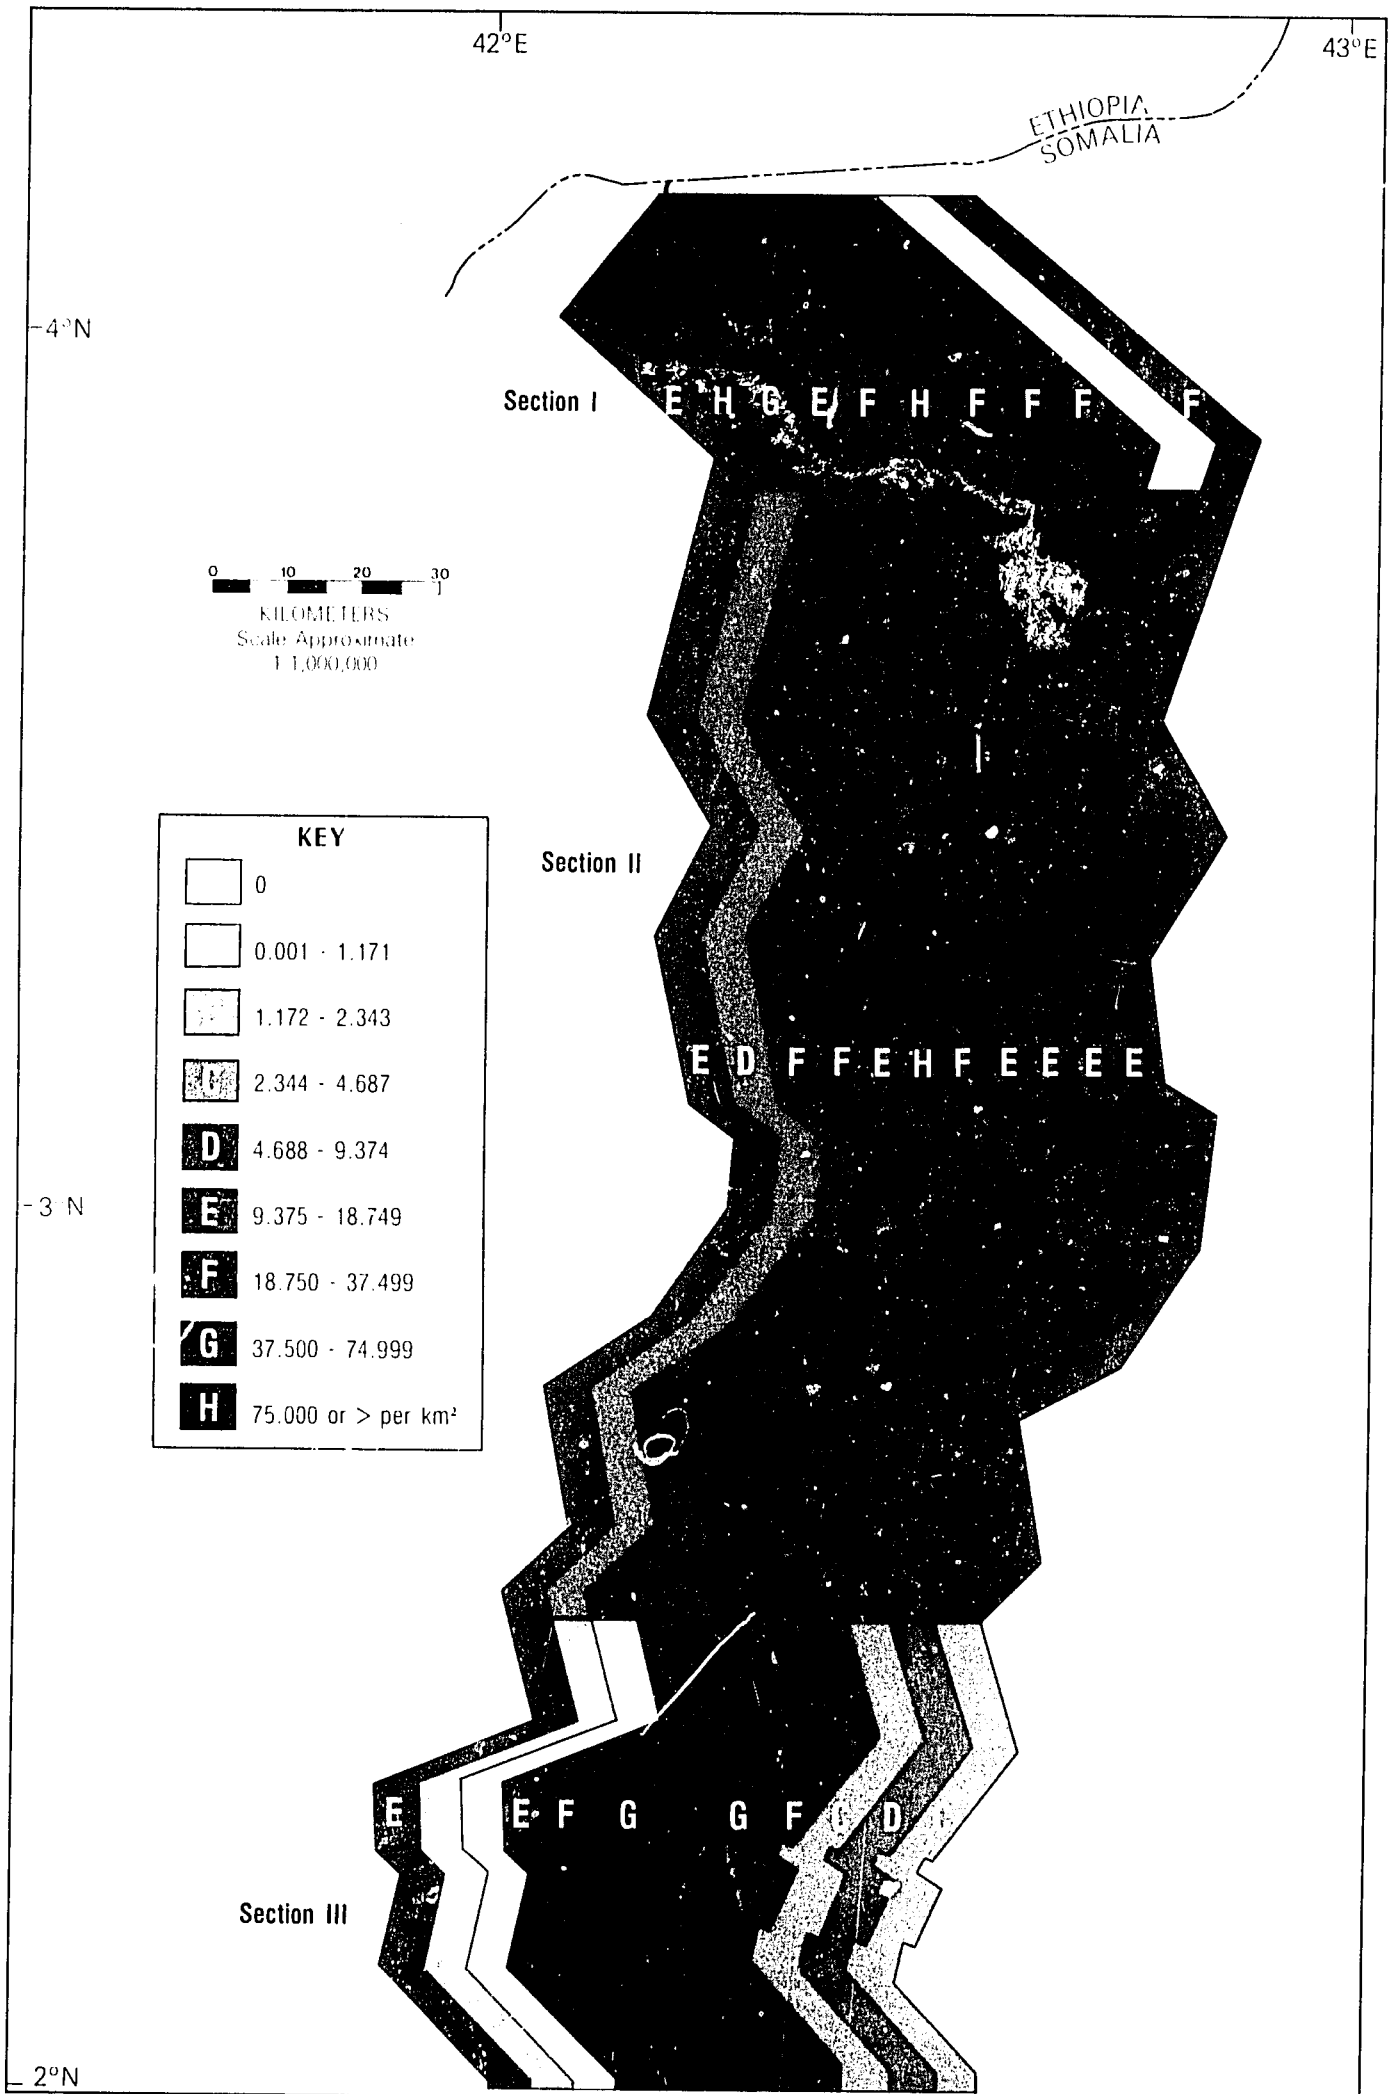 42°E
43°E
ETHIOPIA
SOMALIA
4°N
Section I
E H G E F H F F F F
0 10 20 30
KILOMETERS
Scale Approximate
1:1,000,000
KEY
0
0.001 - 1.171
1.172 - 2.343
2.344 - 4.687
D 4.688 - 9.374
E 9.375 - 18.749
F 18.750 - 37.499
G 37.500 - 74.999
H 75.000 or > per km²
Section II
E D F F E H F E E E E
3 N
E E F G G F D
Section III
2°N